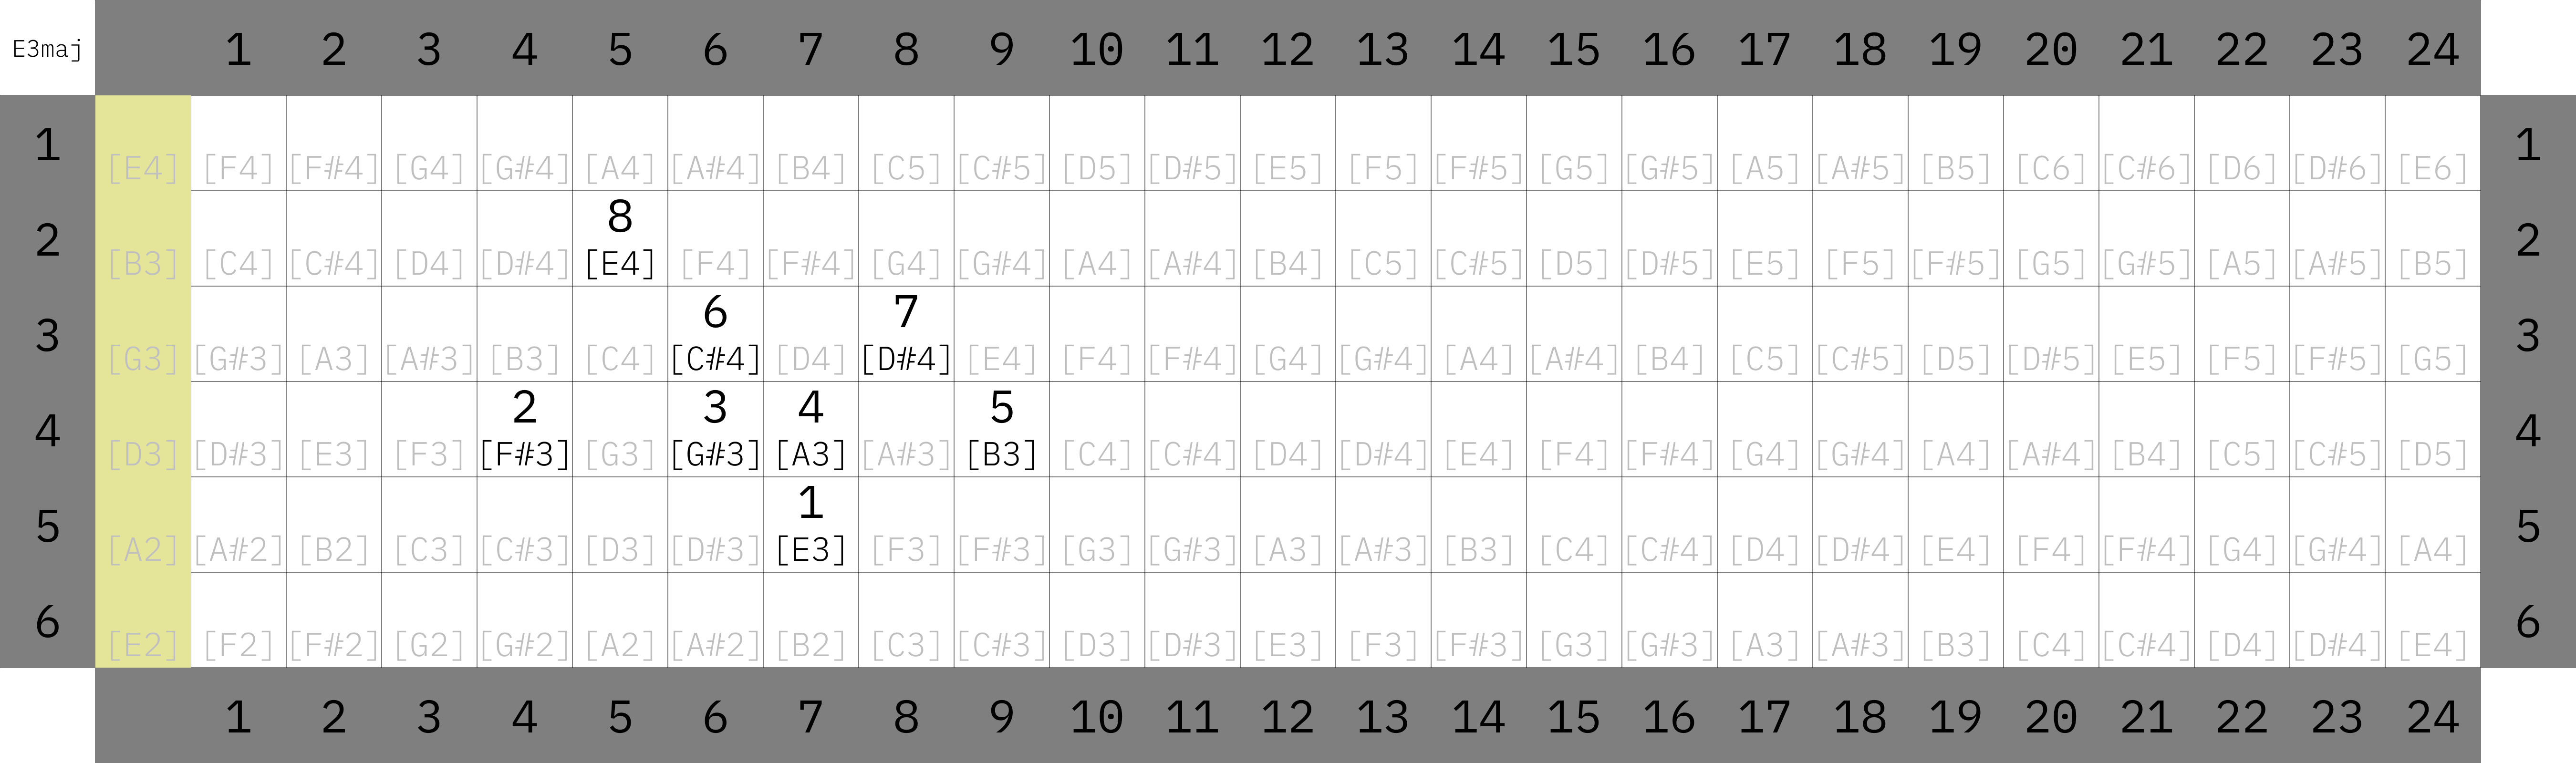 E3maj 1 2 3 4 5 6 7 8 9 10 11 12 13 14 15 16 17 18 19 20 21 22 23 24
1 [E4] [F4] [F#4] [G4] [G#4] [A4] [A#4] [B4] [C5] [C#5] [D5] [D#5] [E5] [F5] [F#5] [G5] [G#5] [A5] [A#5] [B5] [C6] [C#6] [D6] [D#6] [E6] 1
8
2 [B3] [C4] [C#4] [D4] [D#4] [E4] [F4] [F#4] [G4] [G#4] [A4] [A#4] [B4] [C5] [C#5] [D5] [D#5] [E5] [F5] [F#5] [G5] [G#5] [A5] [A#5] [B5] 2
6 7
3 [G3] [G#3] [A3] [A#3] [B3] [C4] [C#4] [D4] [D#4] [E4] [F4] [F#4] [G4] [G#4] [A4] [A#4] [B4] [C5] [C#5] [D5] [D#5] [E5] [F5] [F#5] [G5] 3
2 3 4 5
4 [D3] [D#3] [E3] [F3] [F#3] [G3] [G#3] [A3] [A#3] [B3] [C4] [C#4] [D4] [D#4] [E4] [F4] [F#4] [G4] [G#4] [A4] [A#4] [B4] [C5] [C#5] [D5] 4
1
5 [A2] [A#2] [B2] [C3] [C#3] [D3] [D#3] [E3] [F3] [F#3] [G3] [G#3] [A3] [A#3] [B3] [C4] [C#4] [D4] [D#4] [E4] [F4] [F#4] [G4] [G#4] [A4] 5
6 [E2] [F2] [F#2] [G2] [G#2] [A2] [A#2] [B2] [C3] [C#3] [D3] [D#3] [E3] [F3] [F#3] [G3] [G#3] [A3] [A#3] [B3] [C4] [C#4] [D4] [D#4] [E4] 6
1 2 3 4 5 6 7 8 9 10 11 12 13 14 15 16 17 18 19 20 21 22 23 24